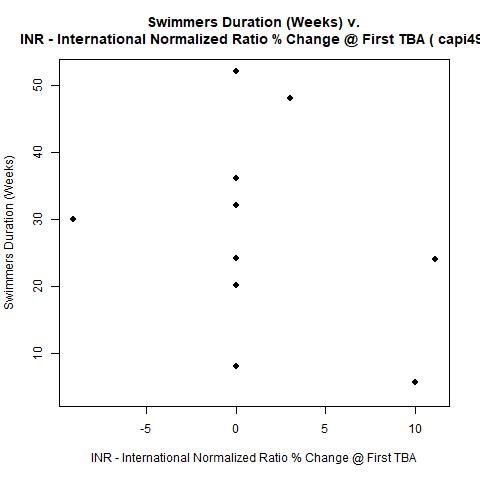 Swimmers Duration (Weeks) v.
INR - International Normalized Ratio % Change @ First TBA ( capi49
50
40
30
20
10
Swimmers Duration (Weeks)
-5
0
5
10
INR - International Normalized Ratio % Change @ First TBA